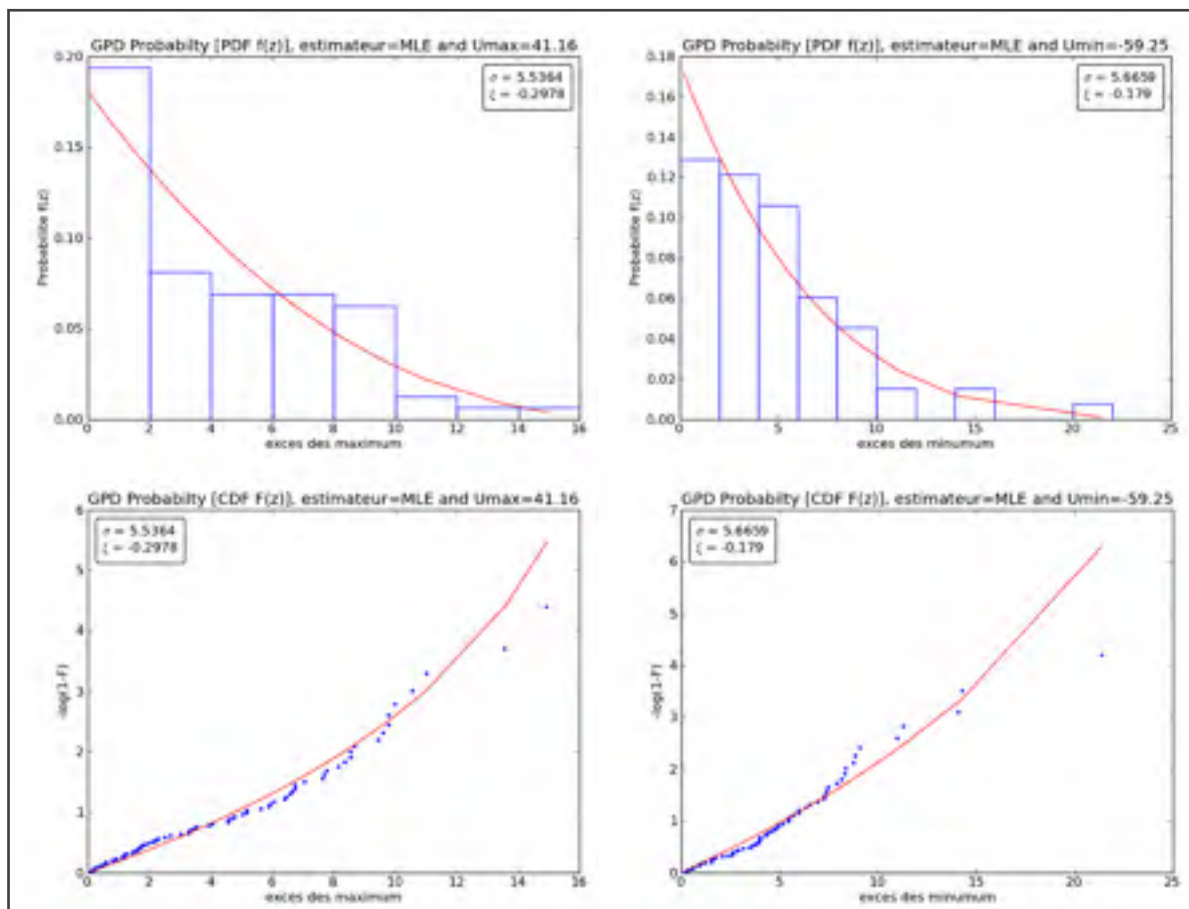 GPD Probabilty [PDF f(z)], estimateur=MLE and Umax=41.16
σ = 5.5364
ξ = -0.2978
Probabilite f(z)
0.20
0.15
0.10
0.05
0.00
0 2 4 6 8 10 12 14 16
exces des maximum
GPD Probabilty [PDF f(z)], estimateur=MLE and Umin=-59.25
σ = 5.6659
ξ = -0.179
Probabilite f(z)
0.18
0.16
0.14
0.12
0.10
0.08
0.06
0.04
0.02
0.00
0 5 10 15 20 25
exces des minumum
GPD Probabilty [CDF F(z)], estimateur=MLE and Umax=41.16
σ = 5.5364
ξ = -0.2978
-log(1-F)
6
5
4
3
2
1
0
0 2 4 6 8 10 12 14 16
exces des maximum
GPD Probabilty [CDF F(z)], estimateur=MLE and Umin=-59.25
σ = 5.6659
ξ = -0.179
-log(1-F)
7
6
5
4
3
2
1
0
0 5 10 15 20 25
exces des minumum